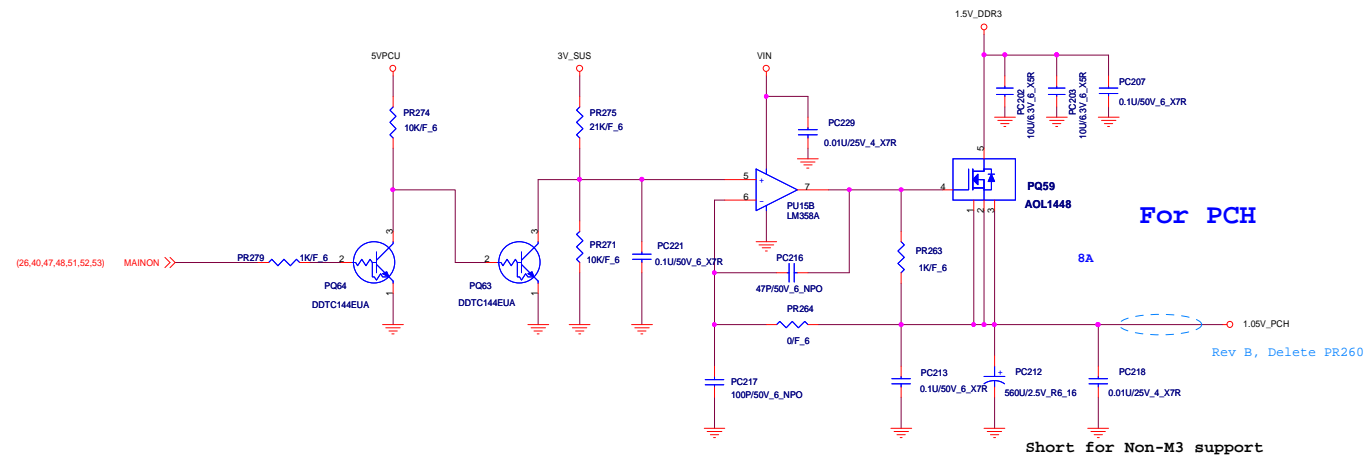 1.5V_DDR3
5VPCU
3V_SUS
VIN
PR274
10K/F_6
PR275
21K/F_6
PC229
0.01U/25V_4_X7R
PC202
10U/6.3V_6_X5R
PC203
10U/6.3V_6_X5R
PC207
0.1U/50V_6_X7R
5
+
6
-
7
PU15B
LM358A
5
4
1
2
3
PQ59
AOL1448
For PCH
8A
(26,40,47,48,51,52,53)
MAINON
PR279
1K/F_6
2
3
1
PQ64
DDTC144EUA
2
3
1
PQ63
DDTC144EUA
PR271
10K/F_6
PC221
0.1U/50V_6_X7R
PC216
47P/50V_6_NPO
PR263
1K/F_6
PR264
0/F_6
1.05V_PCH
Rev B, Delete PR260
PC217
100P/50V_6_NPO
PC213
0.1U/50V_6_X7R
+
PC212
560U/2.5V_R6_16
PC218
0.01U/25V_4_X7R
Short for Non-M3 support